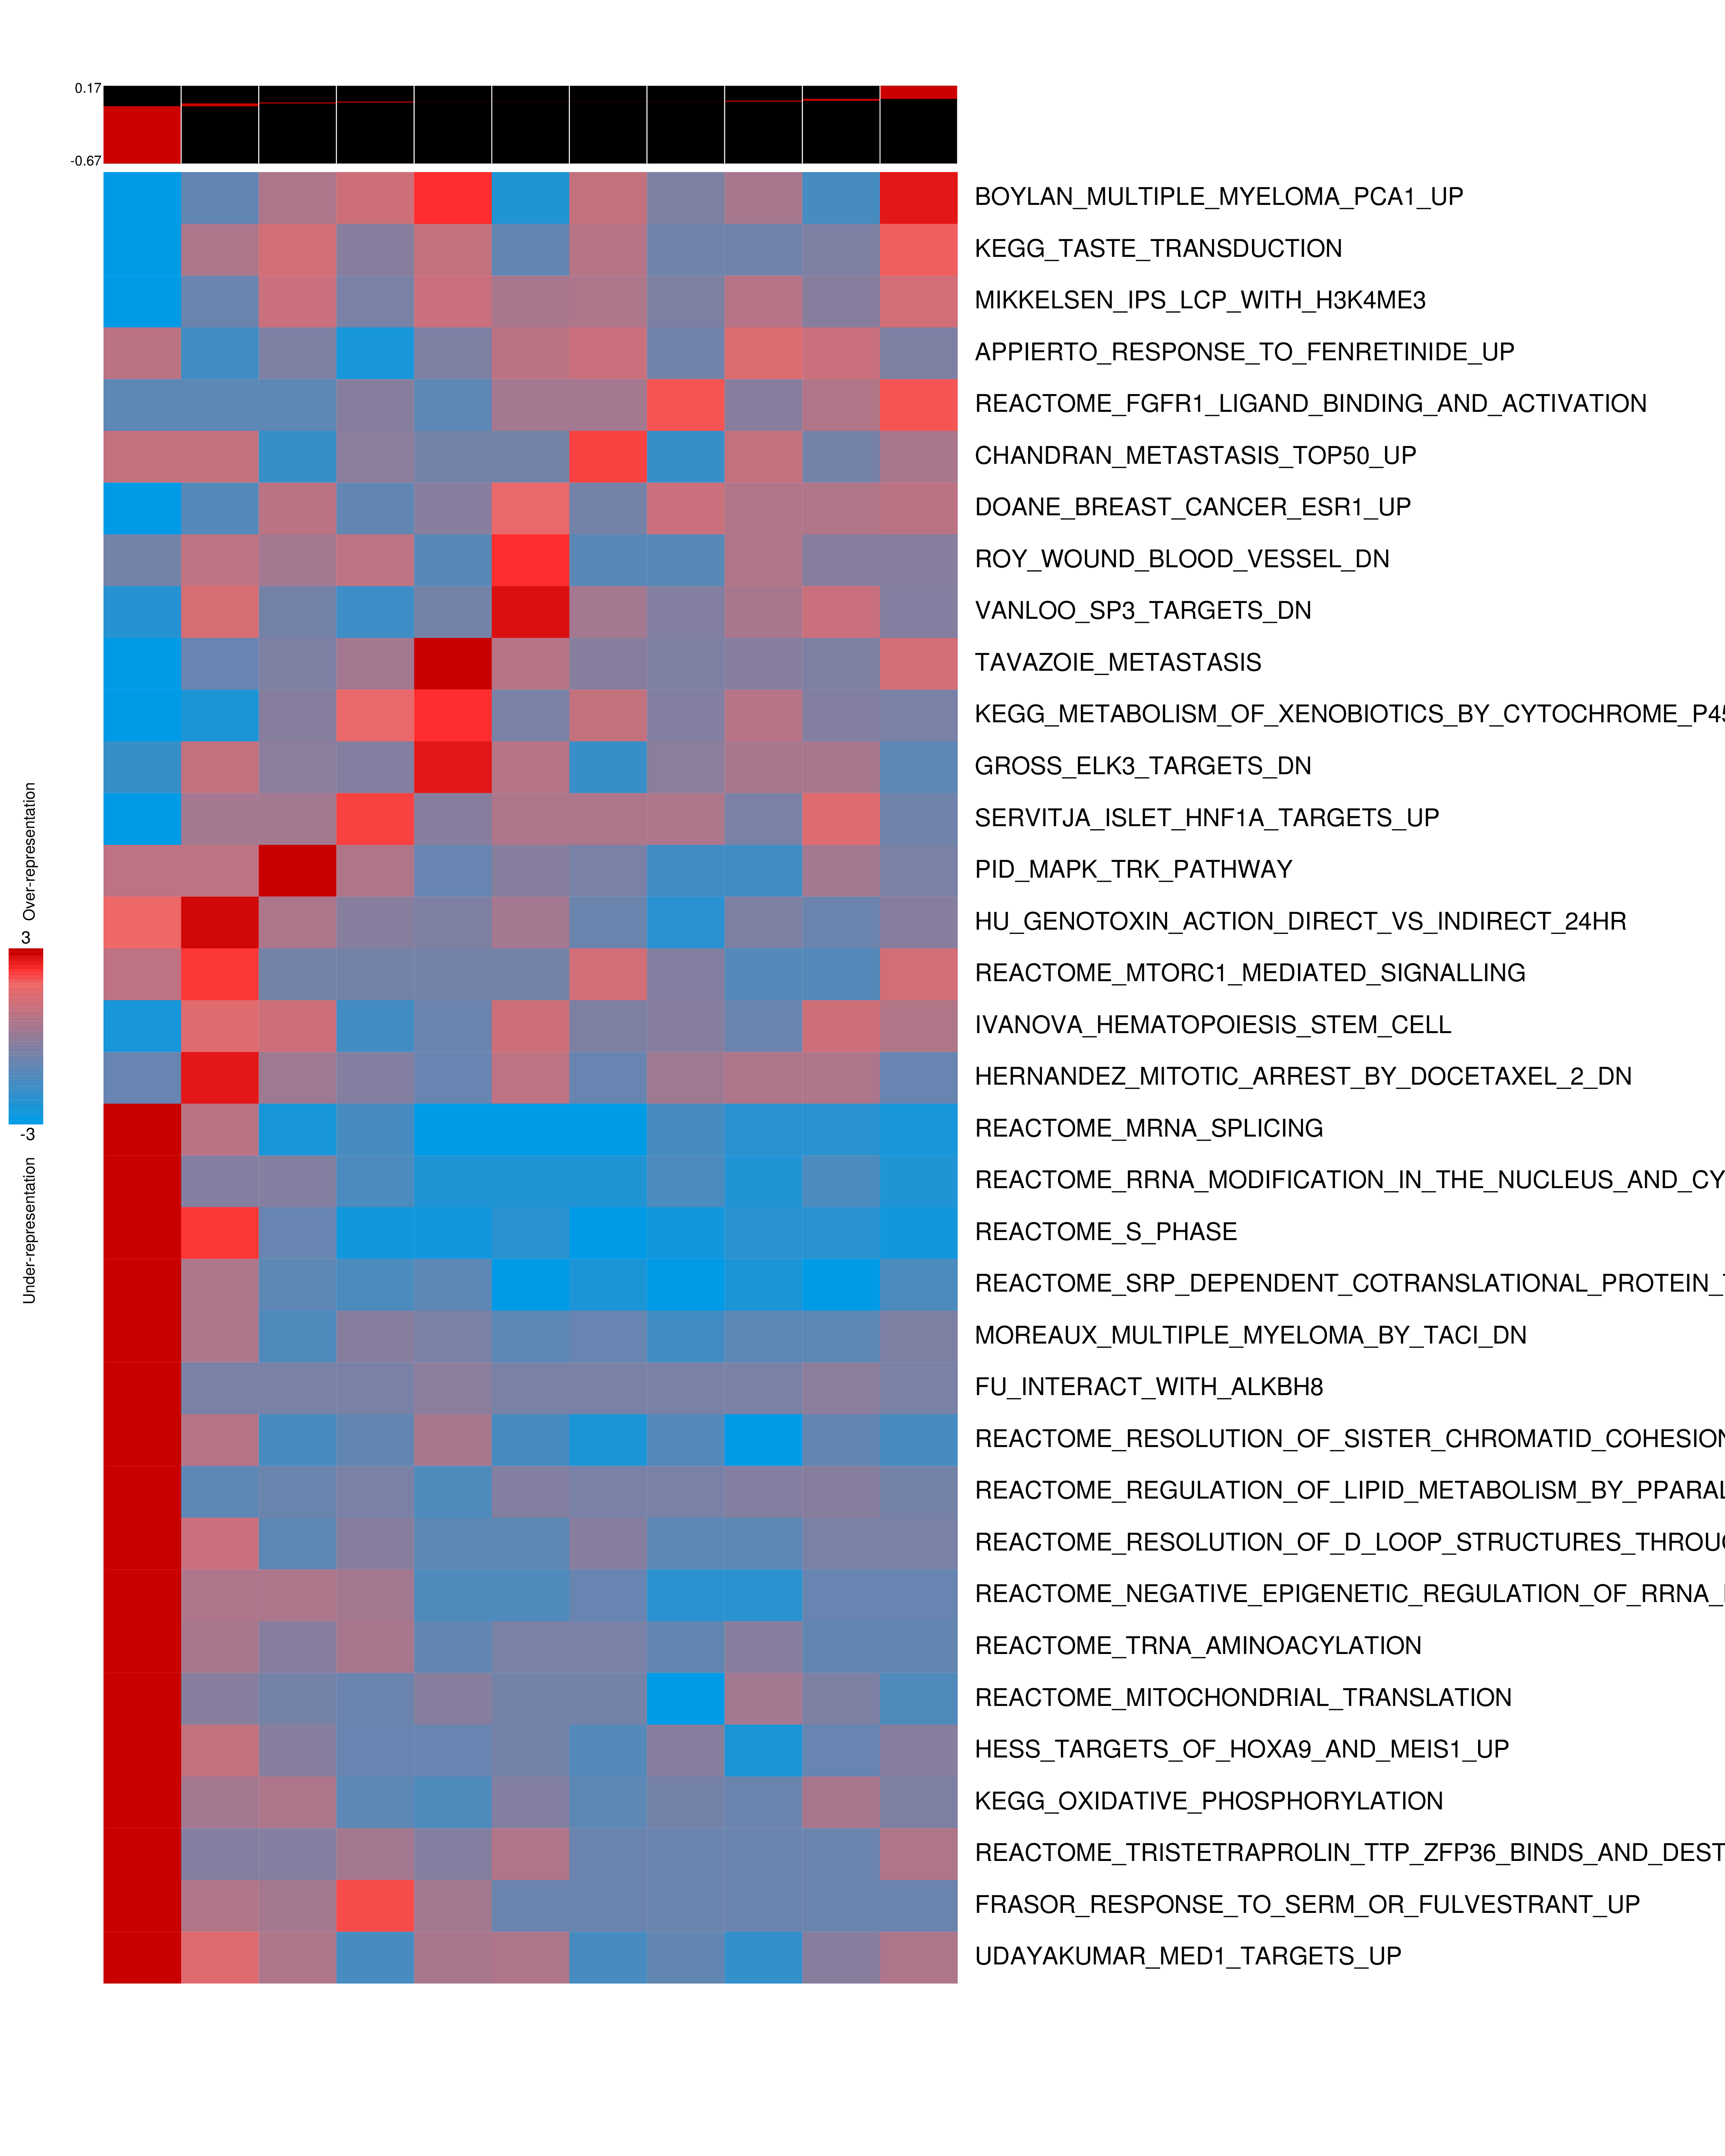 0.17
-0.67
BOYLAN_MULTIPLE_MYELOMA_PCA1_UP
KEGG_TASTE_TRANSDUCTION
MIKKELSEN_IPS_LCP_WITH_H3K4ME3
APPIERTO_RESPONSE_TO_FENRETINIDE_UP
REACTOME_FGFR1_LIGAND_BINDING_AND_ACTIVATION
CHANDRAN_METASTASIS_TOP50_UP
DOANE_BREAST_CANCER_ESR1_UP
ROY_WOUND_BLOOD_VESSEL_DN
VANLOO_SP3_TARGETS_DN
TAVAZOIE_METASTASIS
KEGG_METABOLISM_OF_XENOBIOTICS_BY_CYTOCHROME_P45
GROSS_ELK3_TARGETS_DN
SERVITJA_ISLET_HNF1A_TARGETS_UP
PID_MAPK_TRK_PATHWAY
HU_GENOTOXIN_ACTION_DIRECT_VS_INDIRECT_24HR
REACTOME_MTORC1_MEDIATED_SIGNALLING
IVANOVA_HEMATOPOIESIS_STEM_CELL
HERNANDEZ_MITOTIC_ARREST_BY_DOCETAXEL_2_DN
REACTOME_MRNA_SPLICING
REACTOME_RRNA_MODIFICATION_IN_THE_NUCLEUS_AND_CY
REACTOME_S_PHASE
REACTOME_SRP_DEPENDENT_COTRANSLATIONAL_PROTEIN_
MOREAUX_MULTIPLE_MYELOMA_BY_TACI_DN
FU_INTERACT_WITH_ALKBH8
REACTOME_RESOLUTION_OF_SISTER_CHROMATID_COHESION
REACTOME_REGULATION_OF_LIPID_METABOLISM_BY_PPARAL
REACTOME_RESOLUTION_OF_D_LOOP_STRUCTURES_THROUG
REACTOME_NEGATIVE_EPIGENETIC_REGULATION_OF_RRNA_
REACTOME_TRNA_AMINOACYLATION
REACTOME_MITOCHONDRIAL_TRANSLATION
HESS_TARGETS_OF_HOXA9_AND_MEIS1_UP
KEGG_OXIDATIVE_PHOSPHORYLATION
REACTOME_TRISTETRAPROLIN_TTP_ZFP36_BINDS_AND_DEST
FRASOR_RESPONSE_TO_SERM_OR_FULVESTRANT_UP
UDAYAKUMAR_MED1_TARGETS_UP
Over-representation
3
-3
Under-representation